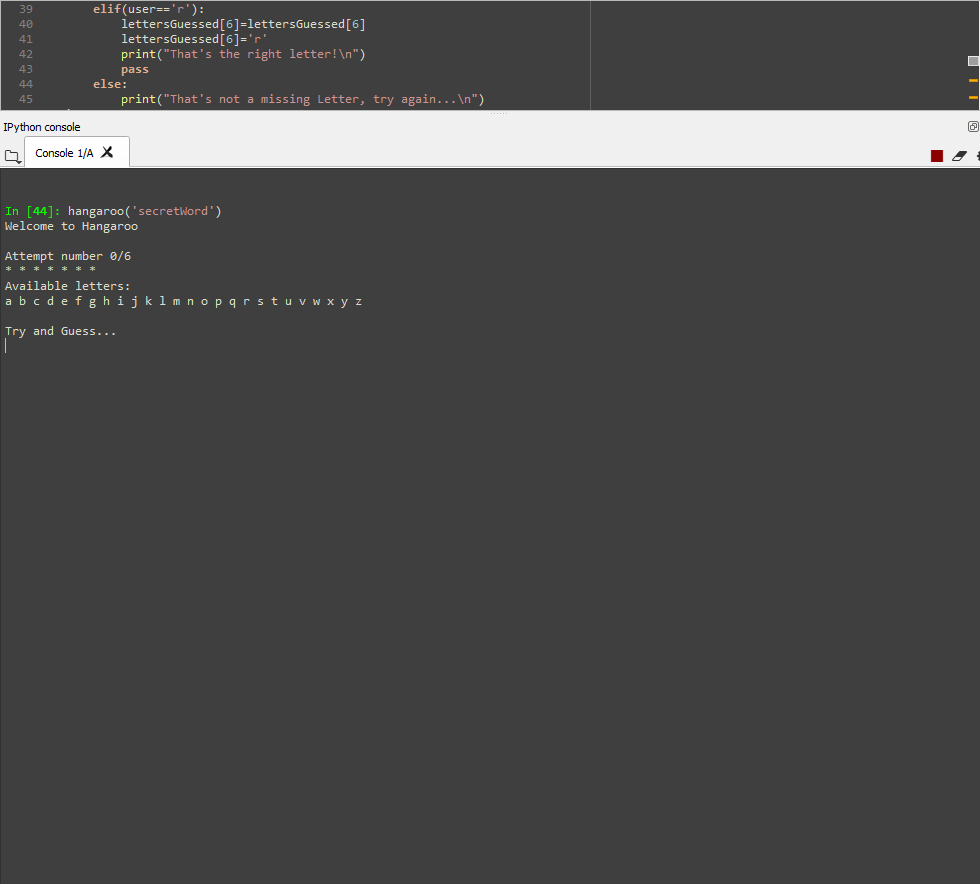 39 elif(user=='r'):
40 lettersGuessed[6]=lettersGuessed[6]
41 lettersGuessed[6]='r'
42 print("That's the right letter!\n")
43 pass
44 else:
45 print("That's not a missing Letter, try again...\n")
IPython console
Console 1/A
In [44]: hangaroo('secretWord')
Welcome to Hangaroo
Attempt number 0/6
* * * * * * *
Available letters:
a b c d e f g h i j k l m n o p q r s t u v w x y z
Try and Guess...